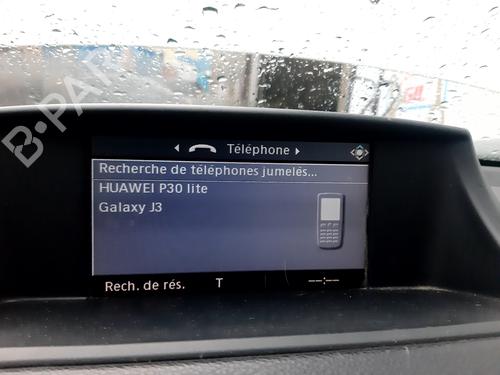 Téléphone
Recherche de téléphones jumelés...
HUAWEI P30 lite
Galaxy J3
Rech. de rés.
T
--:--
B-PARTS